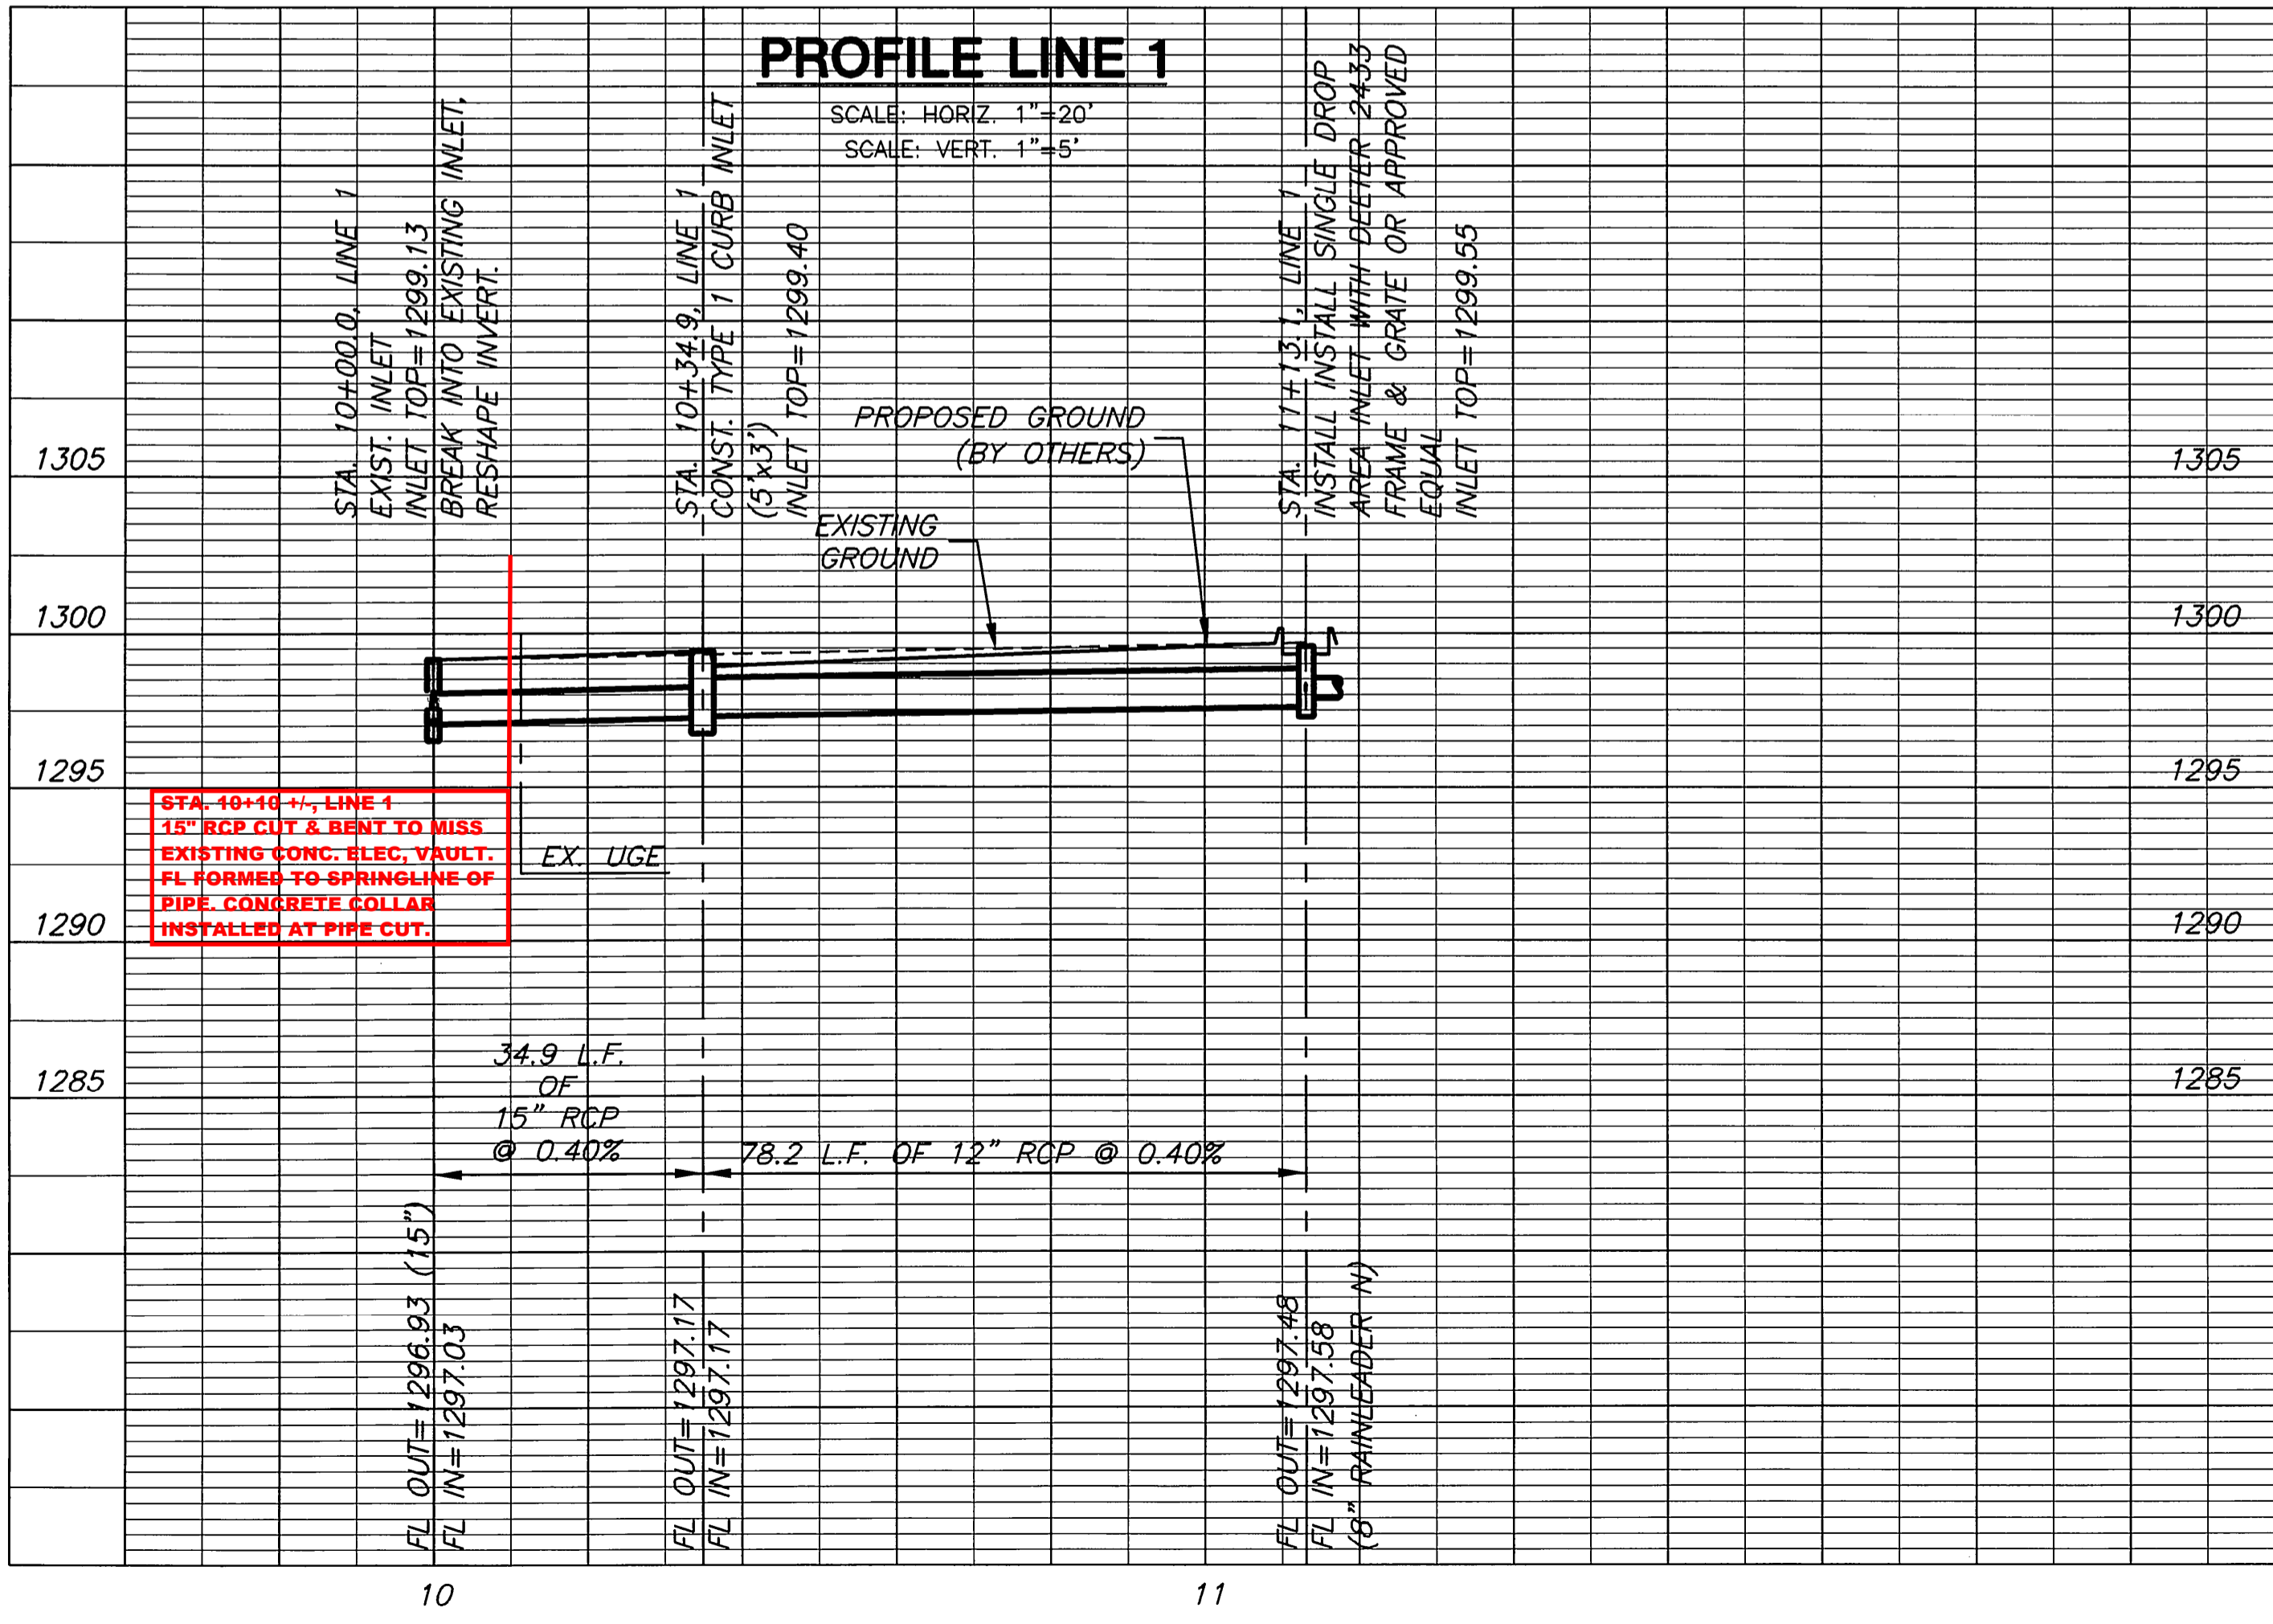 PROFILE LINE 1
SCALE: HORIZ. 1"=20'
SCALE: VERT. 1"=5'
STA. 10+00.0, LINE 1
EXIST. INLET
INLET TOP=1299.13
BREAK INTO EXISTING INLET,
RESHAPE INVERT.
STA. 10+34.9, LINE 1
CONST. TYPE 1 CURB INLET
(5'x3')
INLET TOP=1299.40
STA. 11+13.1, LINE 1
INSTALL INSTALL SINGLE DROP
AREA INLET WITH DEETER 2433
FRAME & GRATE OR APPROVED
EQUAL
INLET TOP=1299.55
PROPOSED GROUND
(BY OTHERS)
EXISTING
GROUND
1305
1305
1300
1300
1295
1295
STA. 10+10 +/-, LINE 1
15" RCP CUT & BENT TO MISS
EXISTING CONC. ELEC, VAULT.
FL FORMED TO SPRINGLINE OF
PIPE. CONCRETE COLLAR
INSTALLED AT PIPE CUT.
EX. UGE
1290
1290
1285
1285
34.9 L.F.
OF
15" RCP
@ 0.40%
78.2 L.F. OF 12" RCP @ 0.40%
FL OUT=1296.93 (15")
FL IN=1297.03
FL OUT=1297.17
FL IN=1297.17
FL OUT=1297.48
FL IN=1297.58
(8" RAINLEADER N)
10
11